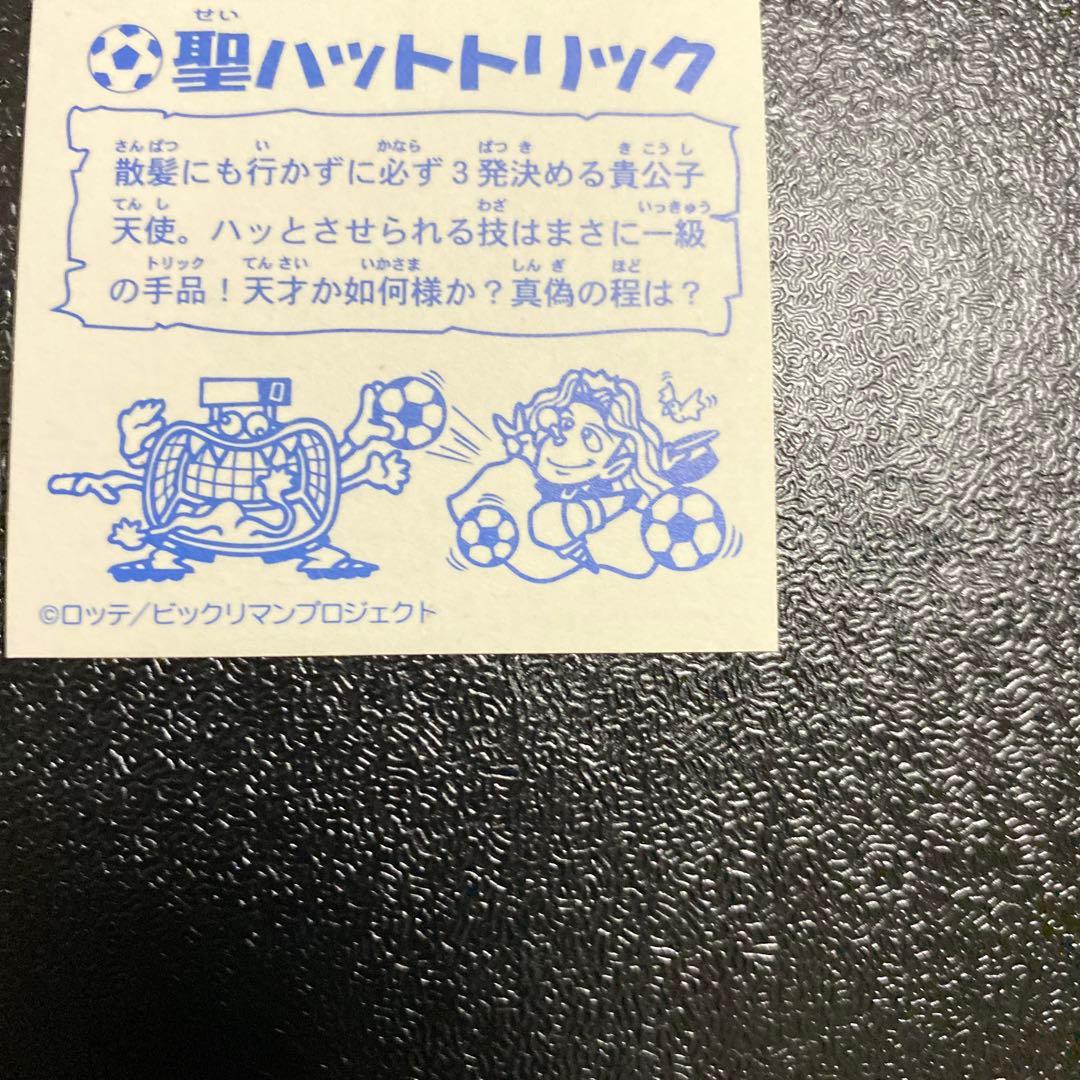 聖ハットトリック
散髪にも行かずに必ず3発決める貴公子
天使。ハッとさせられる技はまさに一級
の手品！天才か如何様か？真偽の程は？
©ロッテ/ビックリマンプロジェクト